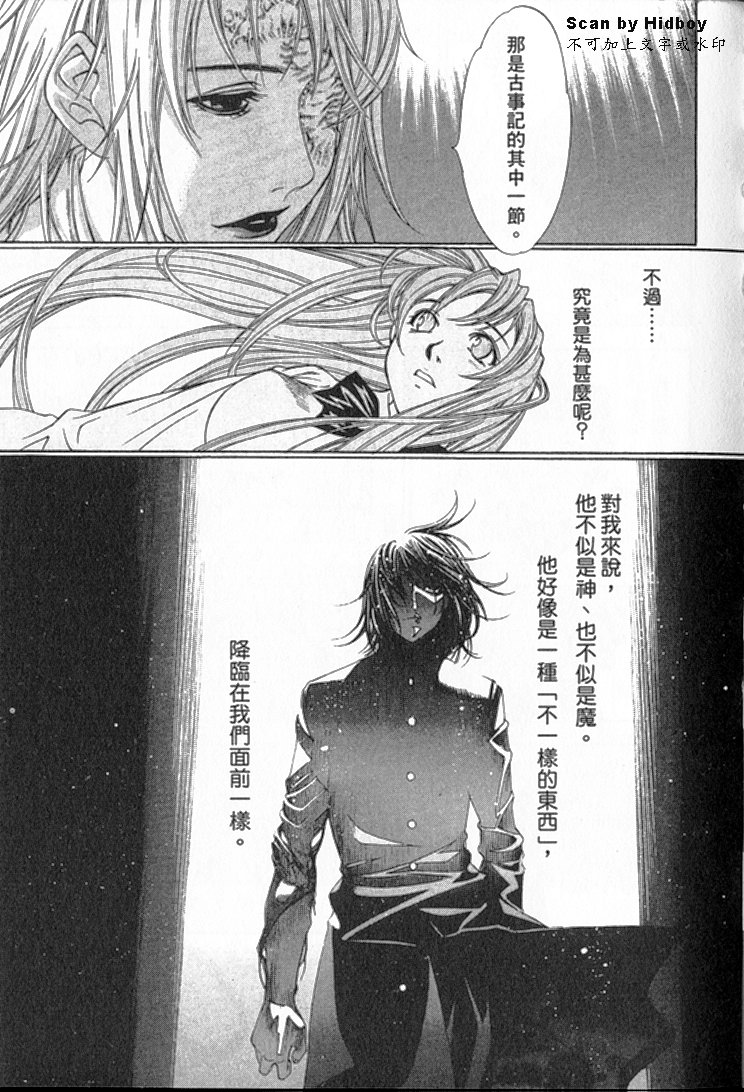 Scan by Hidboy
不可加上文字或水印
那是古事記的其中一節。
不過……
究竟是為甚麼呢？
對我來說，
他不似是神、也不似是魔。
他好像是一種「不一樣的東西」，
降臨在我們面前一樣。